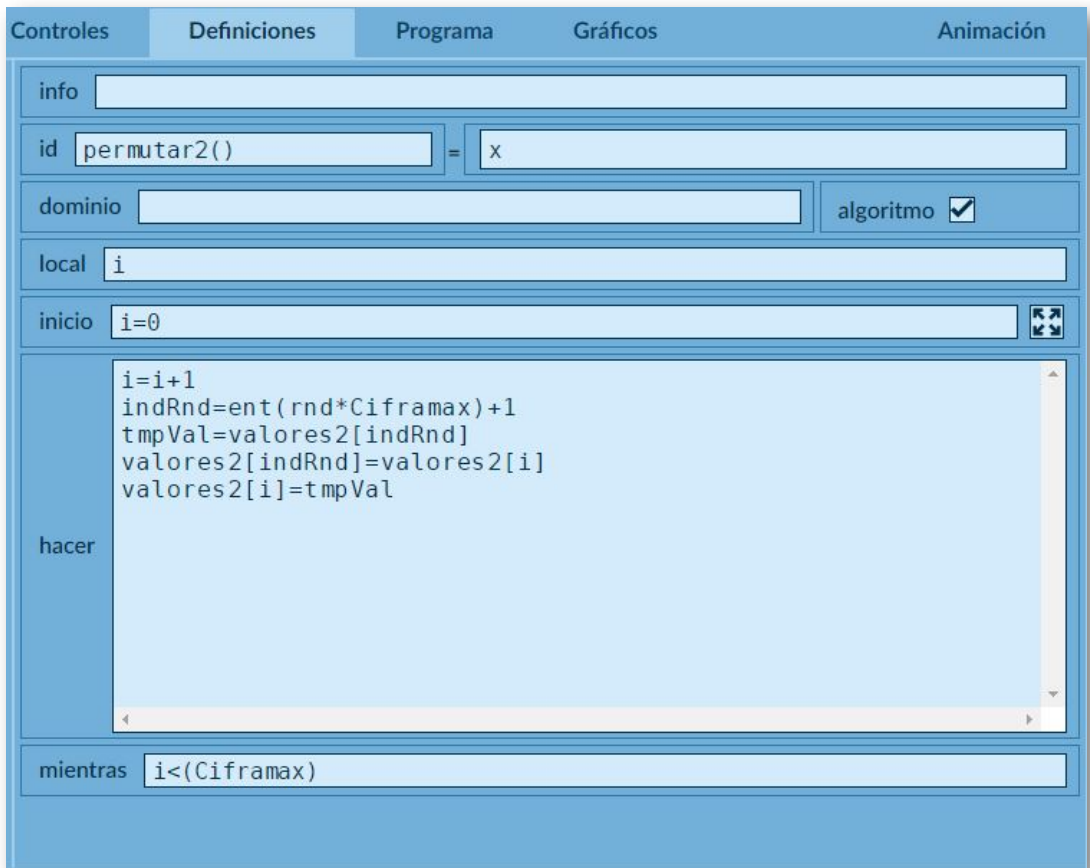 Controles Definiciones Programa Gráficos Animación
info
id permutar2() = x
dominio algoritmo
local i
inicio i=0
i=i+1
indRnd=ent(rnd*Ciframax)+1
tmpVal=valores2[indRnd]
valores2[indRnd]=valores2[i]
valores2[i]=tmpVal
hacer
mientras i<(Ciframax)